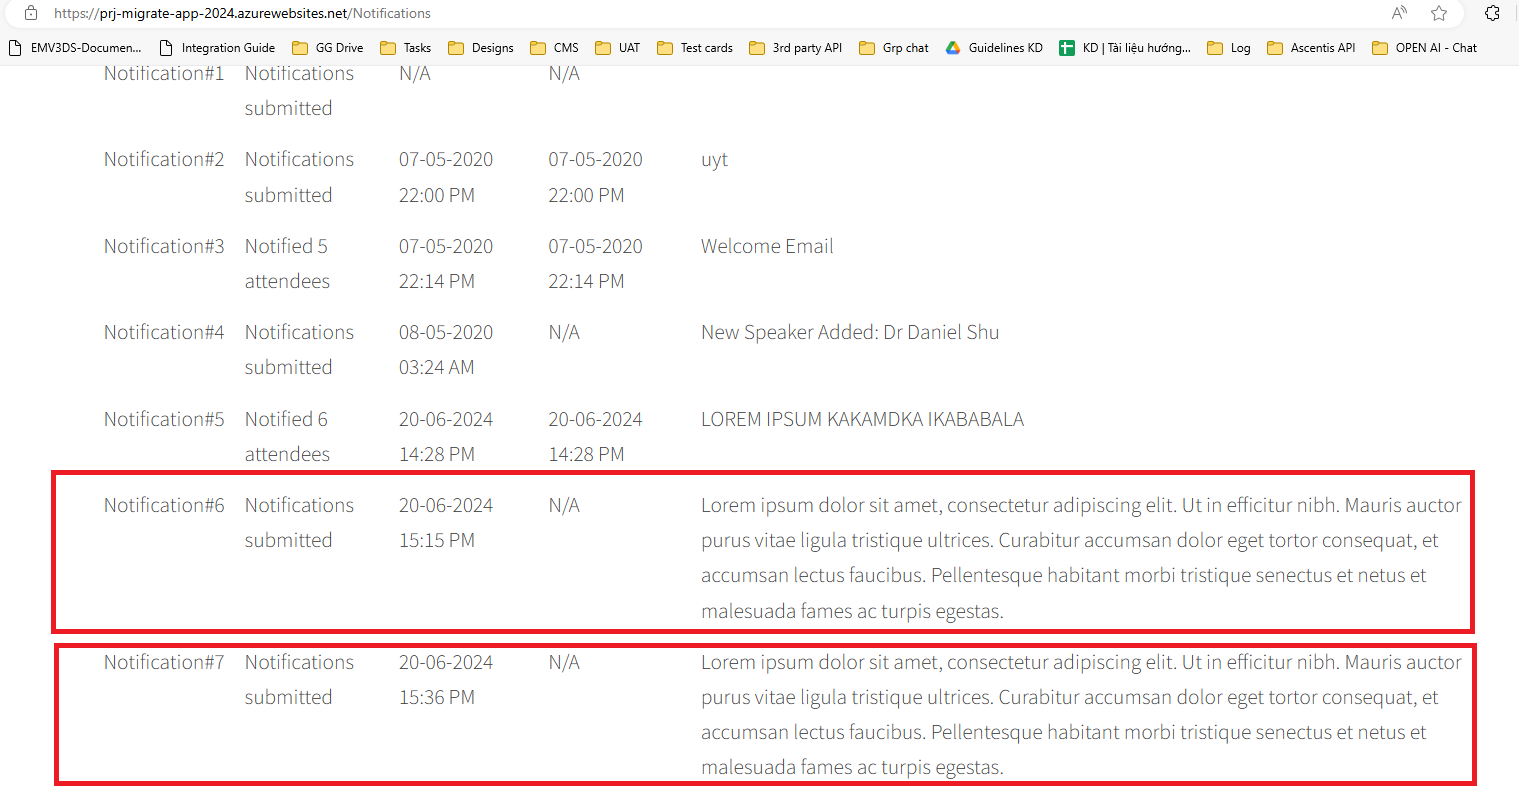 https://prj-migrate-app-2024.azurewebsites.net/Notifications
EMV3DS-Documen... Integration Guide GG Drive Tasks Designs CMS UAT Test cards 3rd party API Grp chat Guidelines KD KD | Tài liệu hướng... Log Ascentis API OPEN AI - Chat
Notification#1 Notifications N/A N/A
submitted
Notification#2 Notifications 07-05-2020 07-05-2020 uyt
submitted 22:00 PM 22:00 PM
Notification#3 Notified 5 07-05-2020 07-05-2020 Welcome Email
attendees 22:14 PM 22:14 PM
Notification#4 Notifications 08-05-2020 N/A New Speaker Added: Dr Daniel Shu
submitted 03:24 AM
Notification#5 Notified 6 20-06-2024 20-06-2024 LOREM IPSUM KAKAMDKA IKABABALA
attendees 14:28 PM 14:28 PM
Notification#6 Notifications 20-06-2024 N/A Lorem ipsum dolor sit amet, consectetur adipiscing elit. Ut in efficitur nibh. Mauris auctor
submitted 15:15 PM purus vitae ligula tristique ultrices. Curabitur accumsan dolor eget tortor consequat, et
accumsan lectus faucibus. Pellentesque habitant morbi tristique senectus et netus et
malesuada fames ac turpis egestas.
Notification#7 Notifications 20-06-2024 N/A Lorem ipsum dolor sit amet, consectetur adipiscing elit. Ut in efficitur nibh. Mauris auctor
submitted 15:36 PM purus vitae ligula tristique ultrices. Curabitur accumsan dolor eget tortor consequat, et
accumsan lectus faucibus. Pellentesque habitant morbi tristique senectus et netus et
malesuada fames ac turpis egestas.